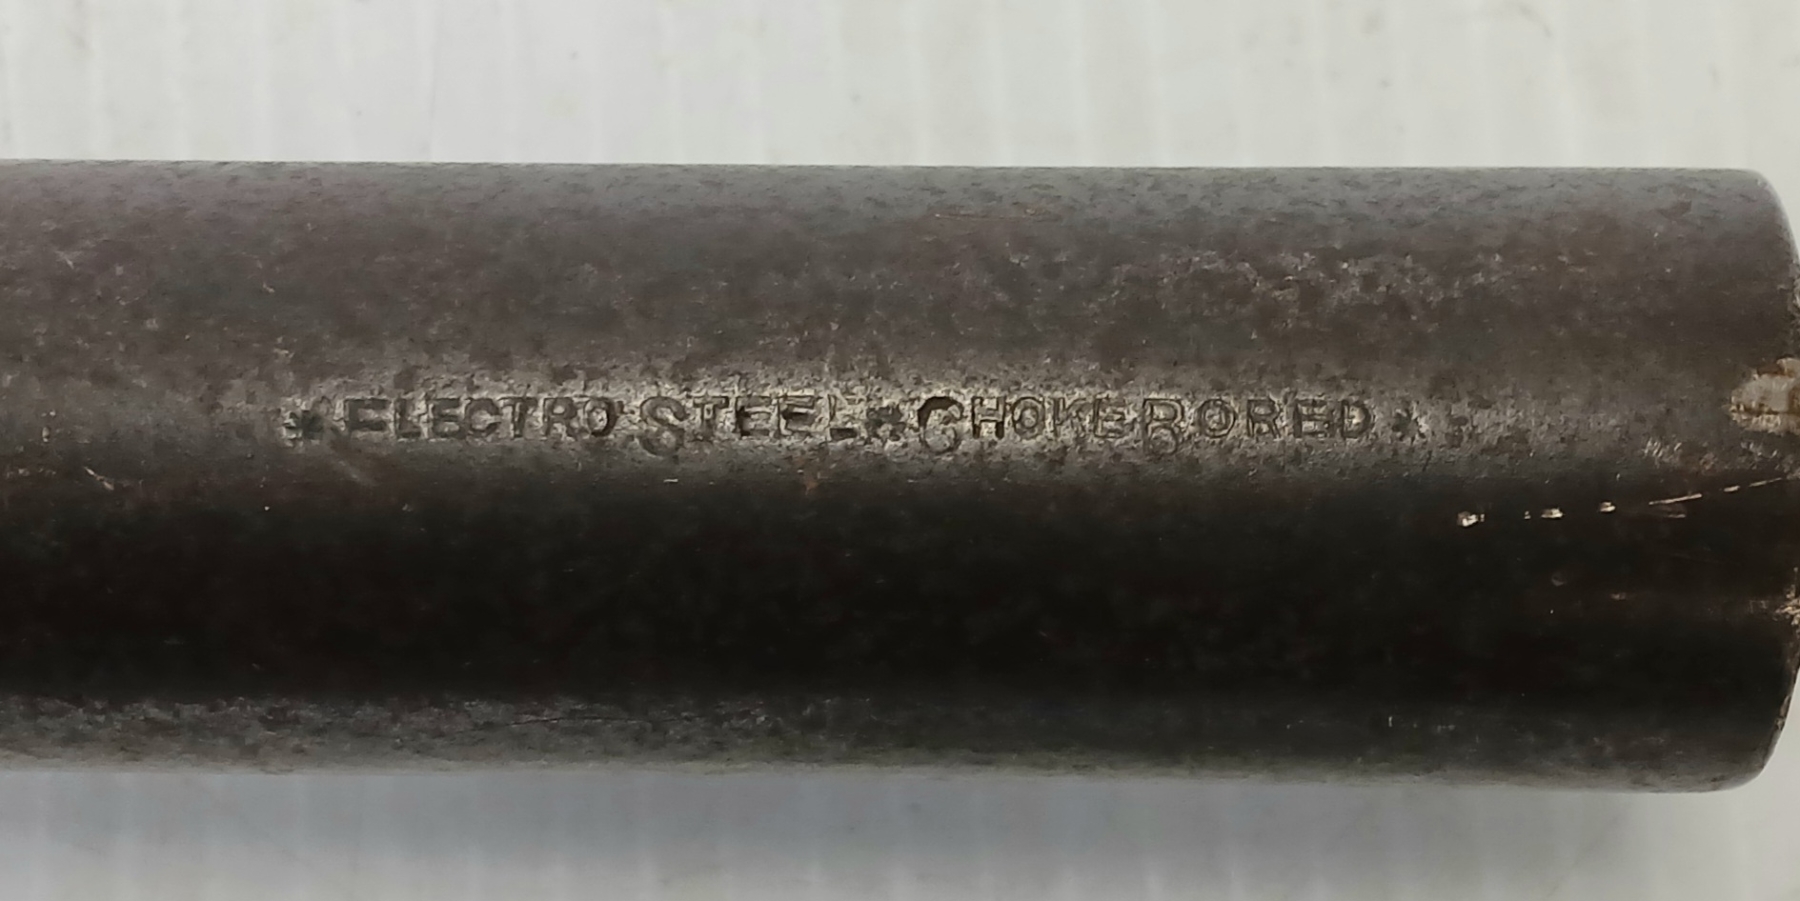 * ELECTRO STEEL * CHOKE BORED *